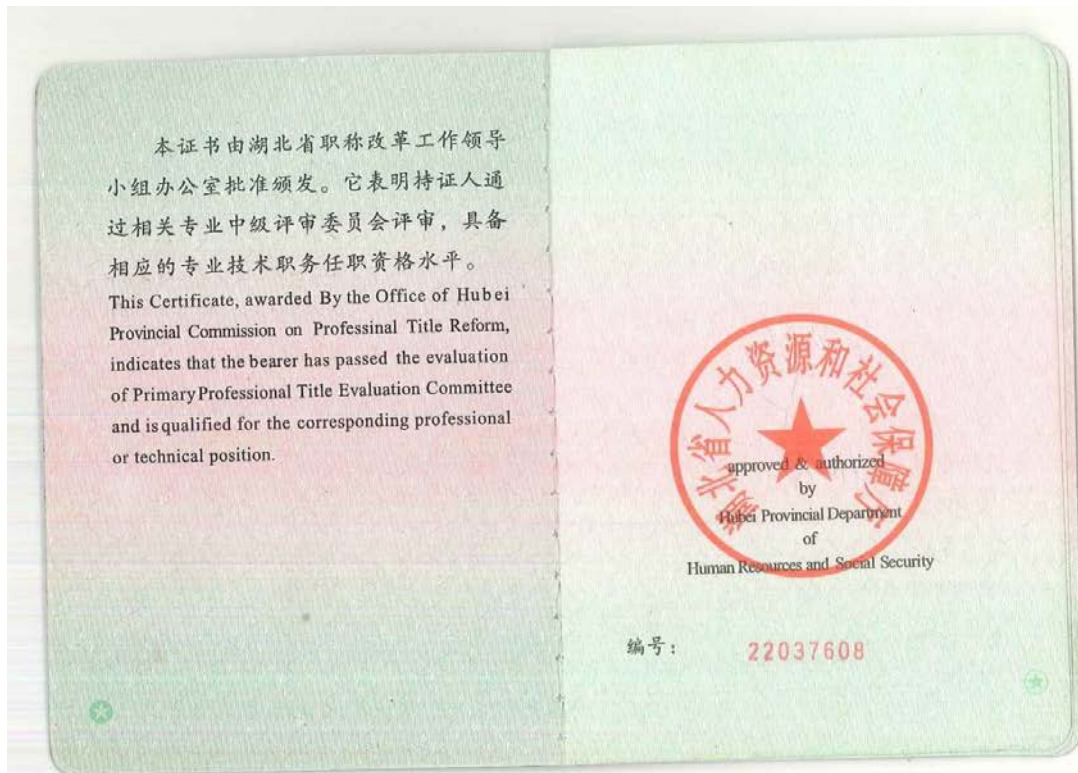 本证书由湖北省职称改革工作领导
小组办公室批准颁发。它表明持证人通
过相关专业中级评审委员会评审，具备
相应的专业技术职务任职资格水平。
This Certificate, awarded By the Office of Hubei
Provincial Commission on Professinal Title Reform,
indicates that the bearer has passed the evaluation
of Primary Professional Title Evaluation Committee
and is qualified for the corresponding professional
or technical position.
湖北省人力资源和社会保障厅
approved & authorized
by
Hubei Provincial Department
of
Human Resources and Social Security
编号： 22037608